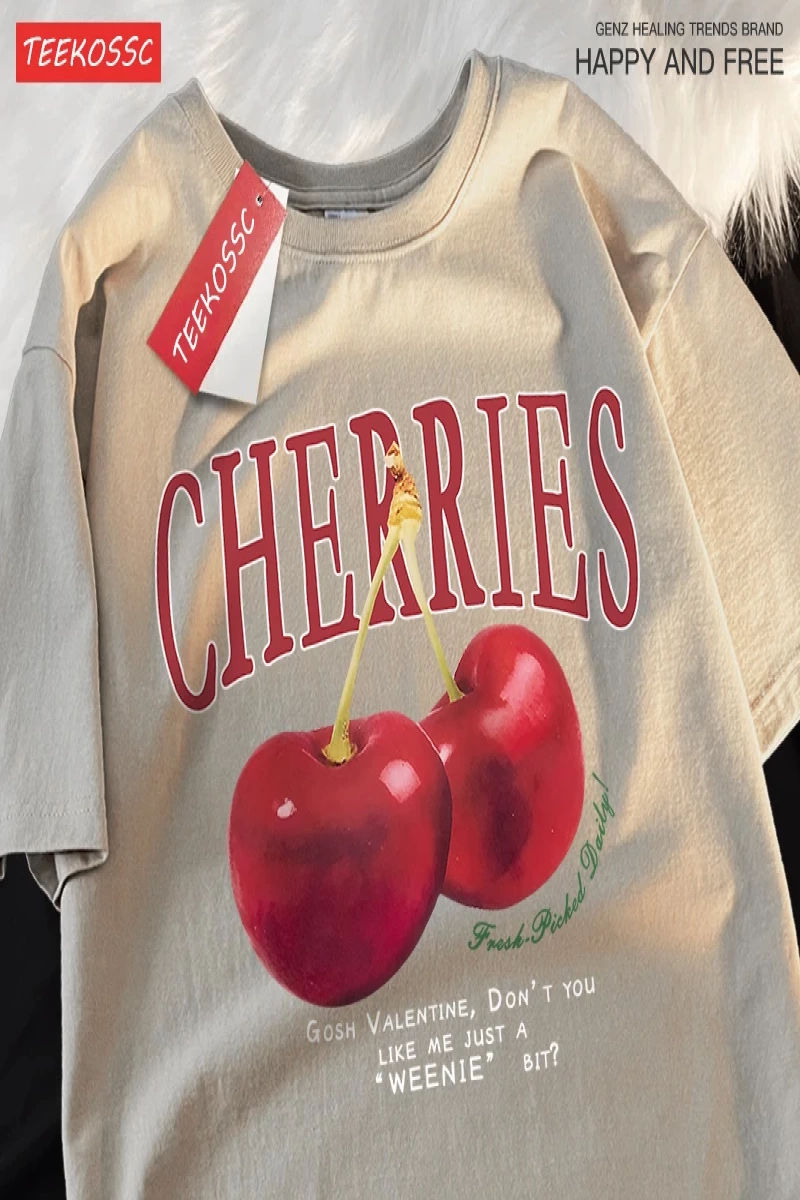 TEEKOSSC
GENZ HEALING TRENDS BRAND
HAPPY AND FREE
TEEKOSSC
CHERRIES
Fresh-Picked Daily!
GOSH VALENTINE, DON'T YOU
LIKE ME JUST A
“WEENIE” BIT?